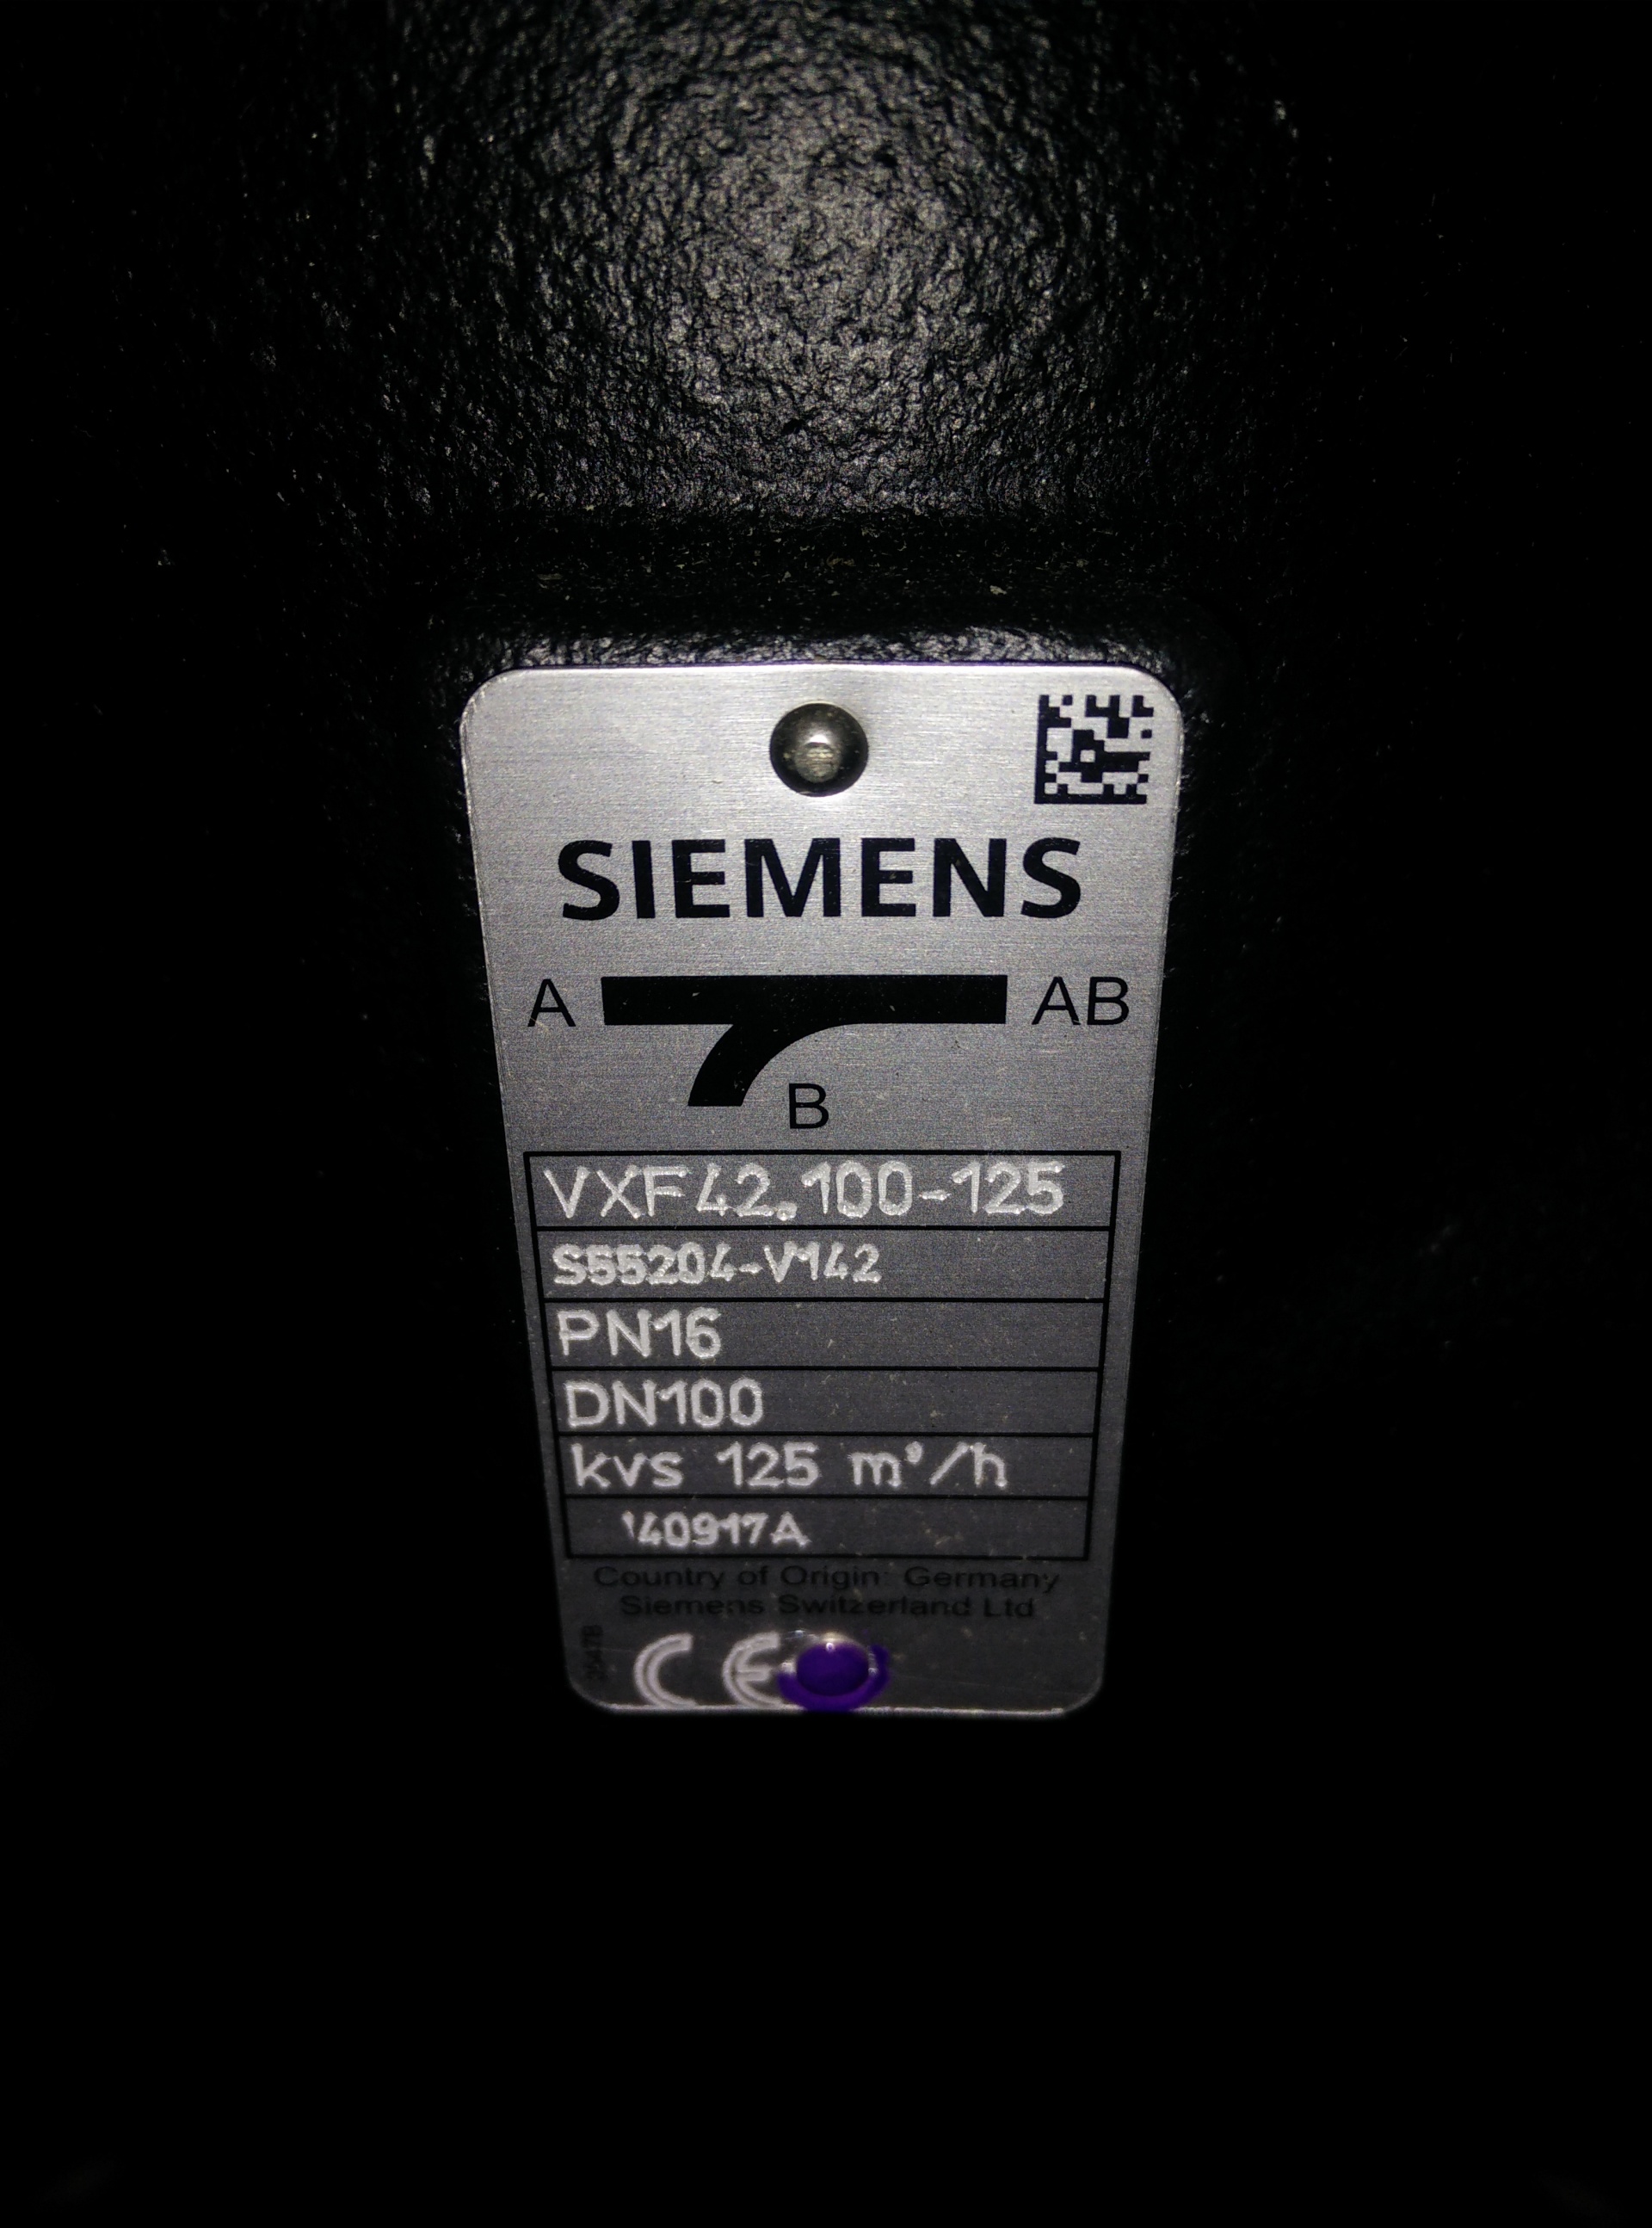 SIEMENS
A AB
B
VXF42.100-125
S55204-V142
PN16
DN100
kvs 125 m³/h
140917A
Country of Origin: Germany
Siemens Switzerland Ltd
CE